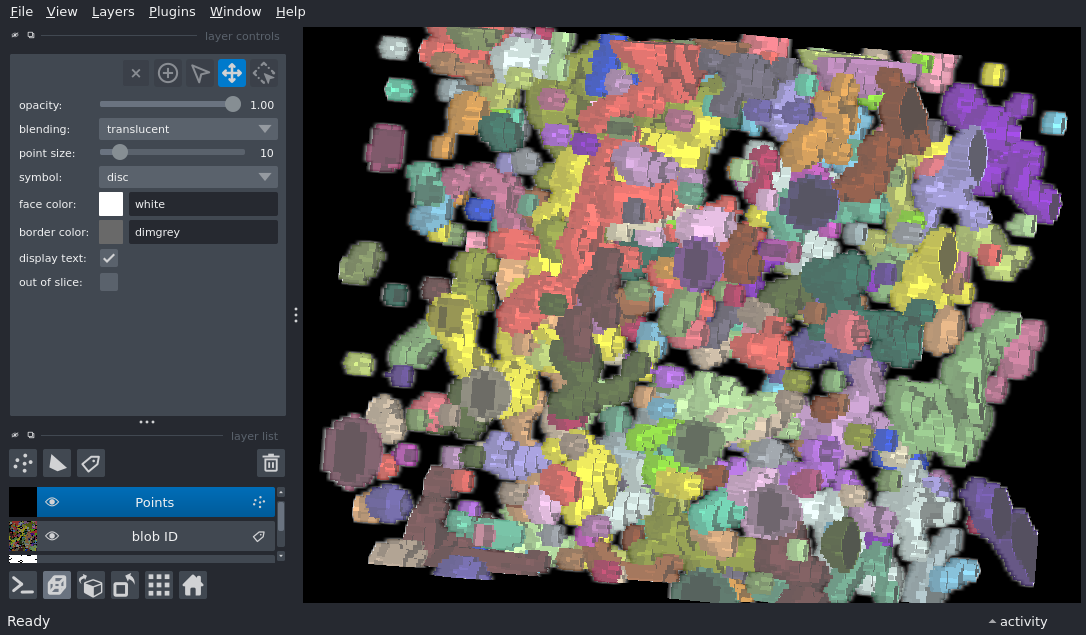 File View Layers Plugins Window Help
layer controls
opacity: 1.00
blending: translucent
point size: 10
symbol: disc
face color: white
border color: dimgrey
display text:
out of slice:
layer list
Points
blob ID
Ready
activity